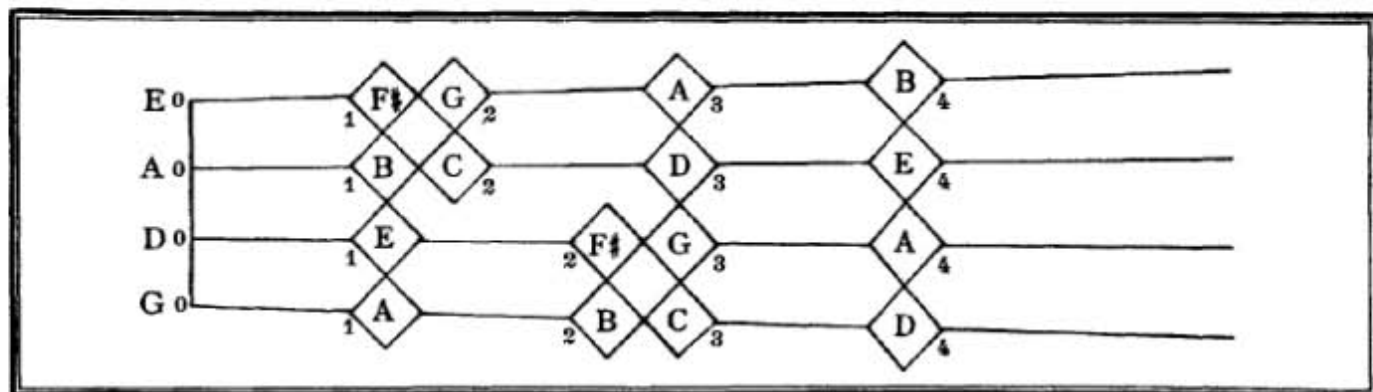 E 0 1 F♯ G 2 A 3 B 4
A 0 1 B C 2 D 3 E 4
D 0 1 E 2 F♯ G 3 A 4
G 0 1 A 2 B C 3 D 4